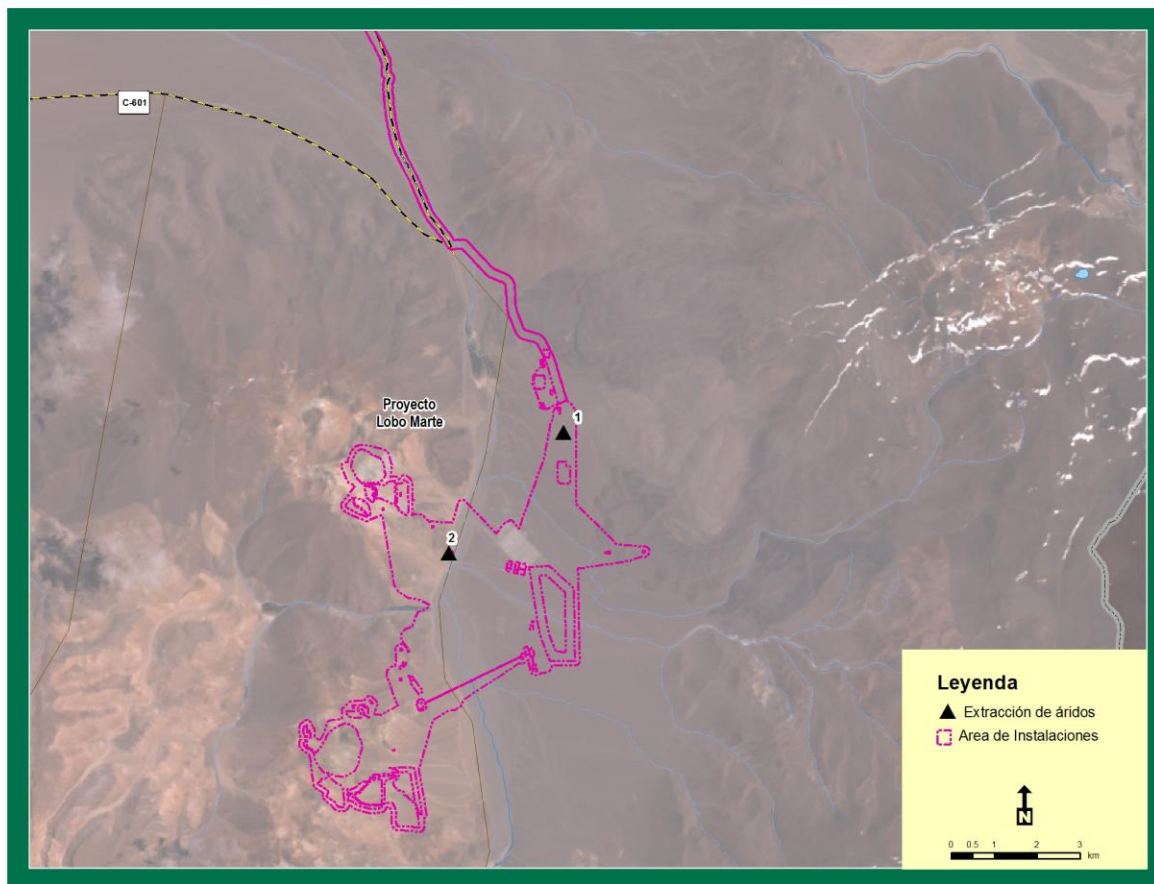 C-601
Proyecto
Lobo Marte
1
2
Leyenda
Extracción de áridos
Area de Instalaciones
N
0 0.5 1 2 3
km